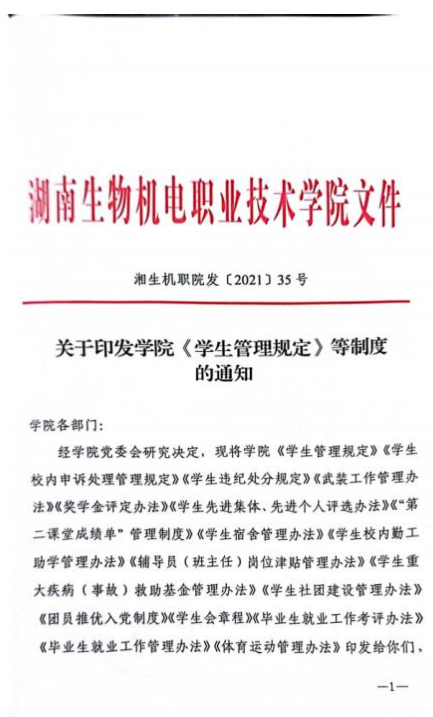 湖南生物机电职业技术学院文件
湘生机职院发〔2021〕35号
关于印发学院《学生管理规定》等制度
的通知
学院各部门：
经学院党委会研究决定，现将学院《学生管理规定》《学生
校内申诉处理管理规定》《学生违纪处分规定》《武装工作管理办
法》《奖学金评定办法》《学生先进集体、先进个人评选办法》《“第
二课堂成绩单”管理制度》《学生宿舍管理办法》《学生校内勤工
助学管理办法》《辅导员（班主任）岗位津贴管理办法》《学生重
大疾病（事故）救助基金管理办法》《学生社团建设管理办法》
《团员推优入党制度》《学生会章程》《毕业生就业工作考评办法》
《毕业生就业工作管理办法》《体育运动管理办法》印发给你们，
—1—